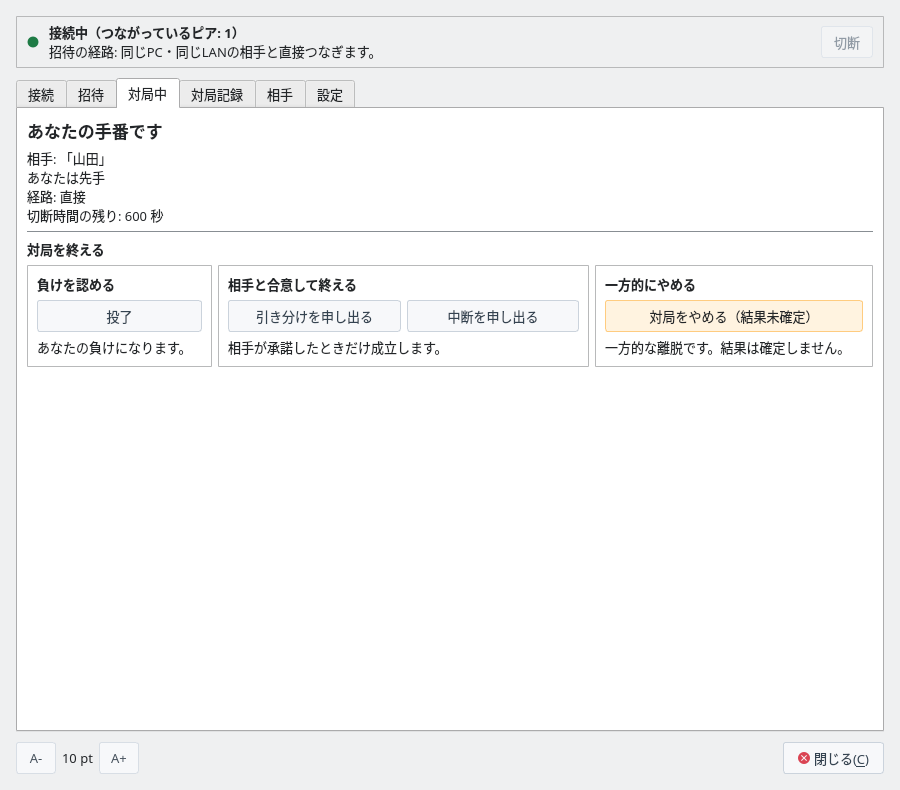 接続中（つながっているピア: 1）
招待の経路: 同じPC・同じLANの相手と直接つなぎます。
切断
接続 招待 対局中 対局記録 相手 設定
あなたの手番です
相手: 「山田」
あなたは先手
経路: 直接
切断時間の残り: 600 秒
対局を終える
負けを認める
投了
あなたの負けになります。
相手と合意して終える
引き分けを申し出る 中断を申し出る
相手が承諾したときだけ成立します。
一方的にやめる
対局をやめる（結果未確定）
一方的な離脱です。結果は確定しません。
A- 10 pt A+
閉じる(C)